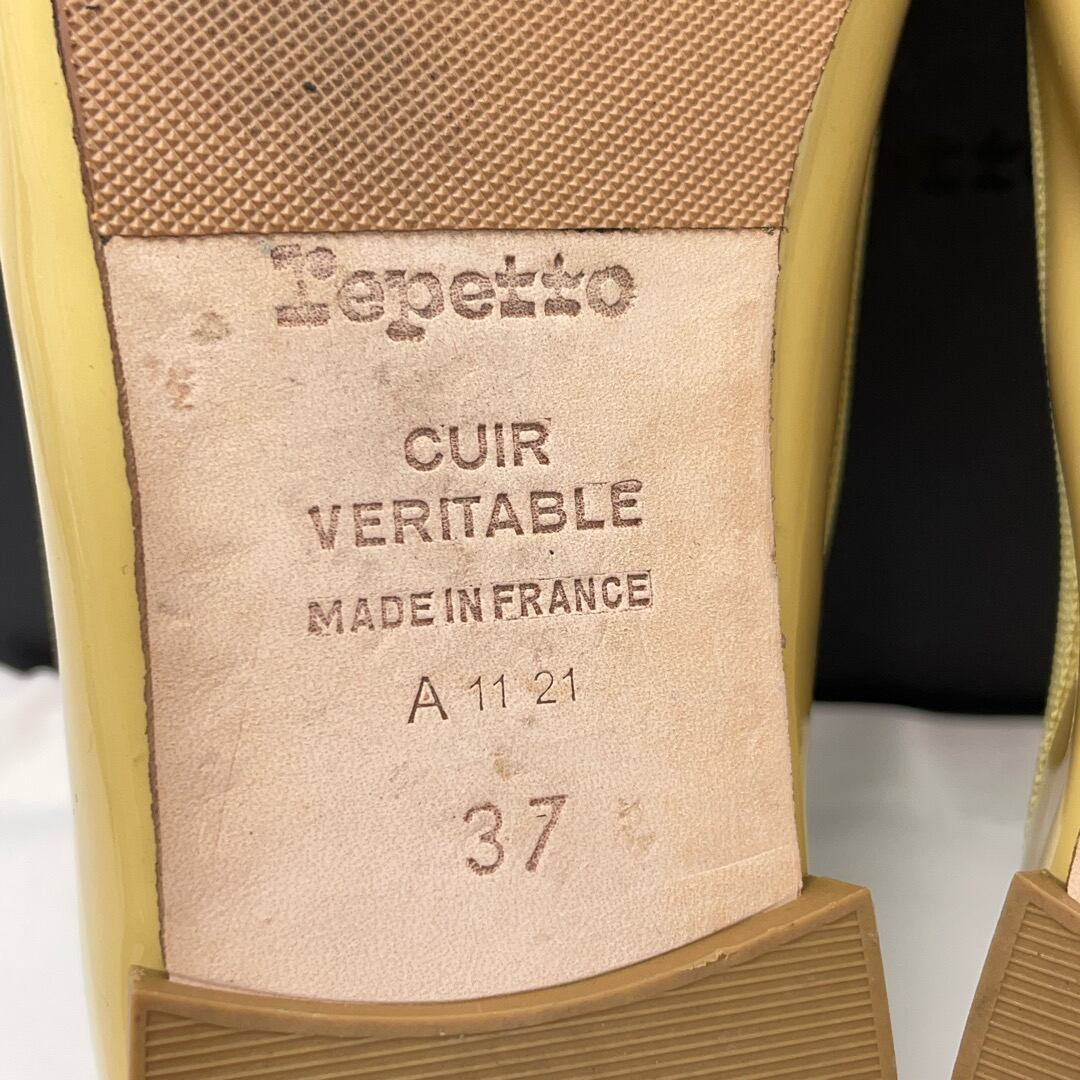 repetto
CUIR
VERITABLE
MADE IN FRANCE
A 11 21
37